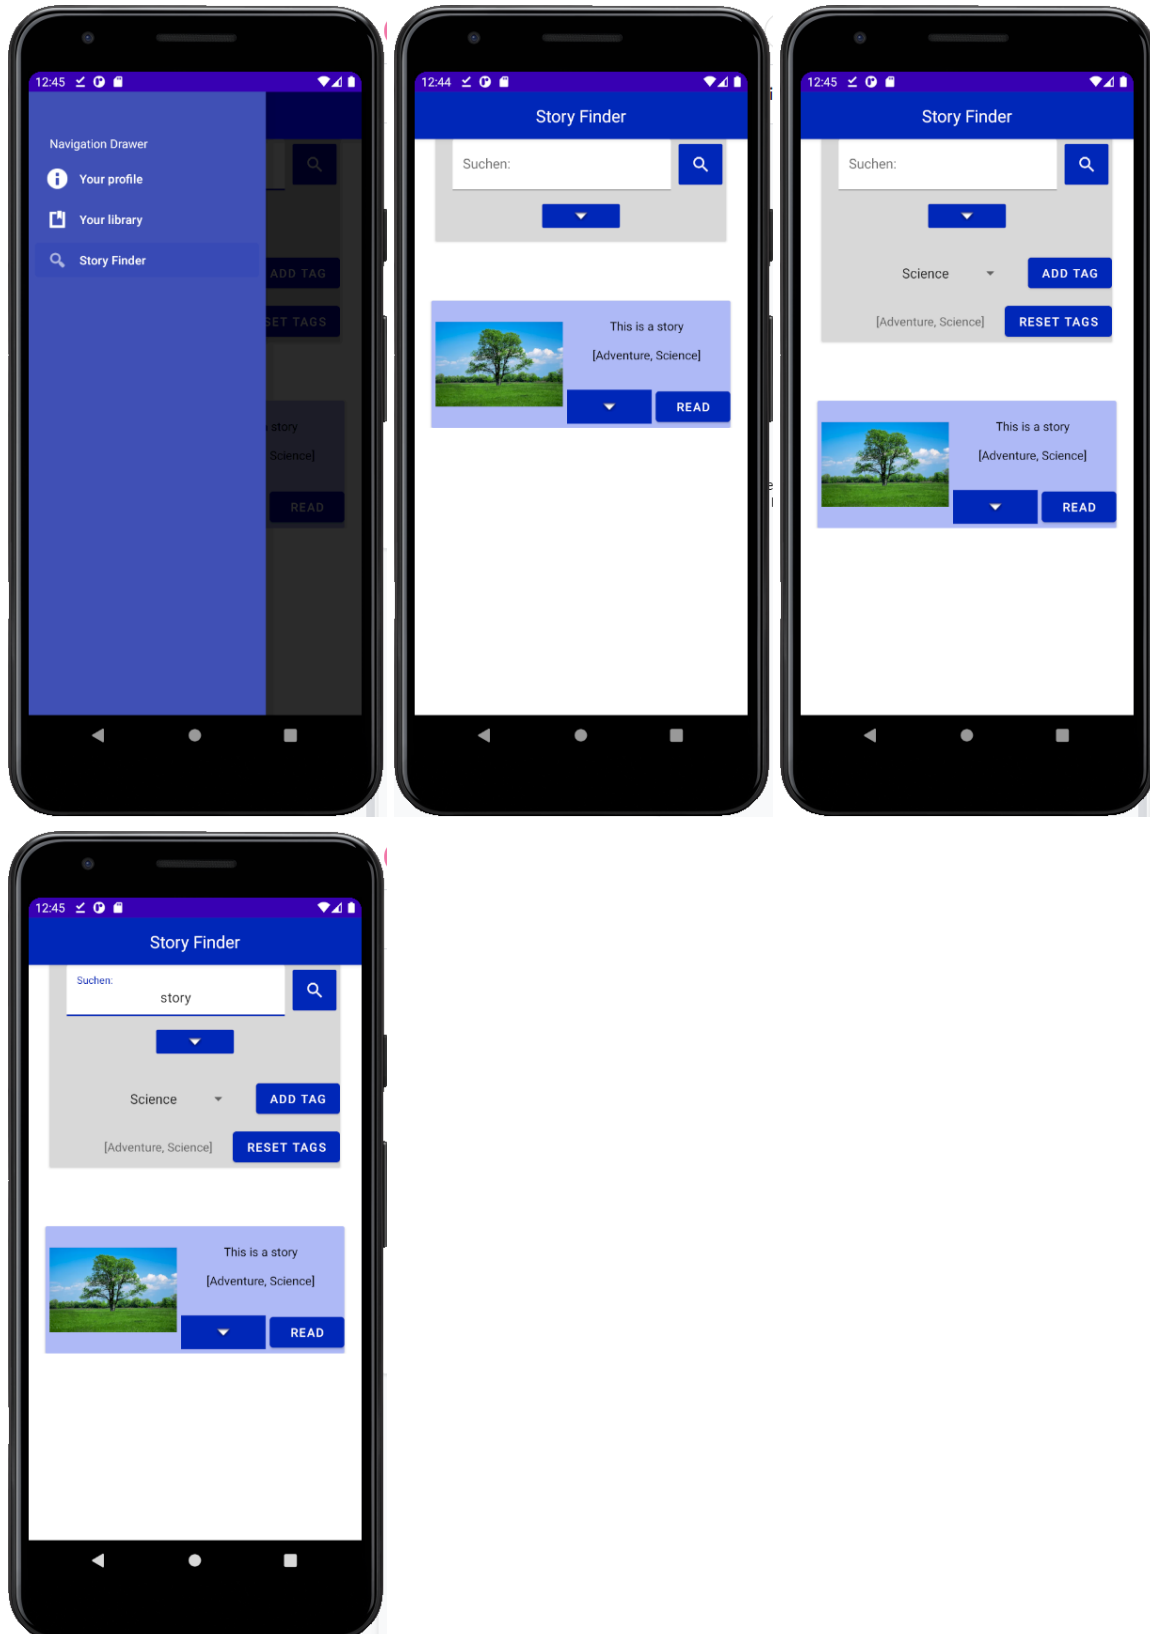 12:45
Navigation Drawer
Your profile
Your library
Story Finder
ADD TAG
SET TAGS
story
Science]
READ
12:44
Story Finder
Suchen:
This is a story
[Adventure, Science]
READ
12:45
Story Finder
Suchen:
Science
ADD TAG
[Adventure, Science]
RESET TAGS
This is a story
[Adventure, Science]
READ
12:45
Story Finder
Suchen:
story
Science
ADD TAG
[Adventure, Science]
RESET TAGS
This is a story
[Adventure, Science]
READ